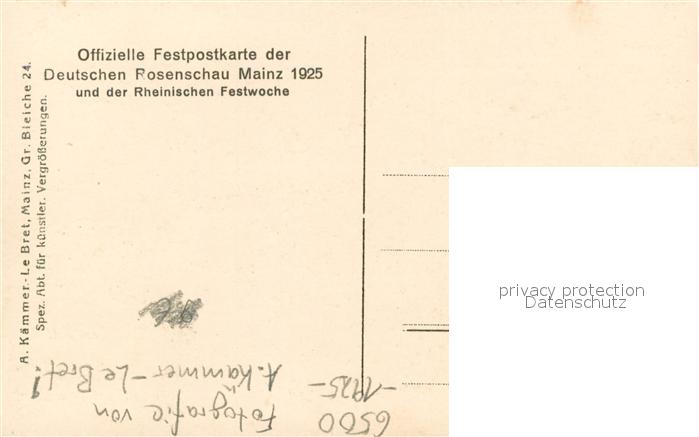 Offizielle Festpostkarte der
Deutschen Rosenschau Mainz 1925
und der Rheinischen Festwoche
A. Kämmer-Le Bret, Mainz, Gr. Bleiche 24.
Spez. Abt. für künstler. Vergrößerungen.
privacy protection
Datenschutz
6500
-1925-
Fotografie von
A. Kämmer-Le Bret!